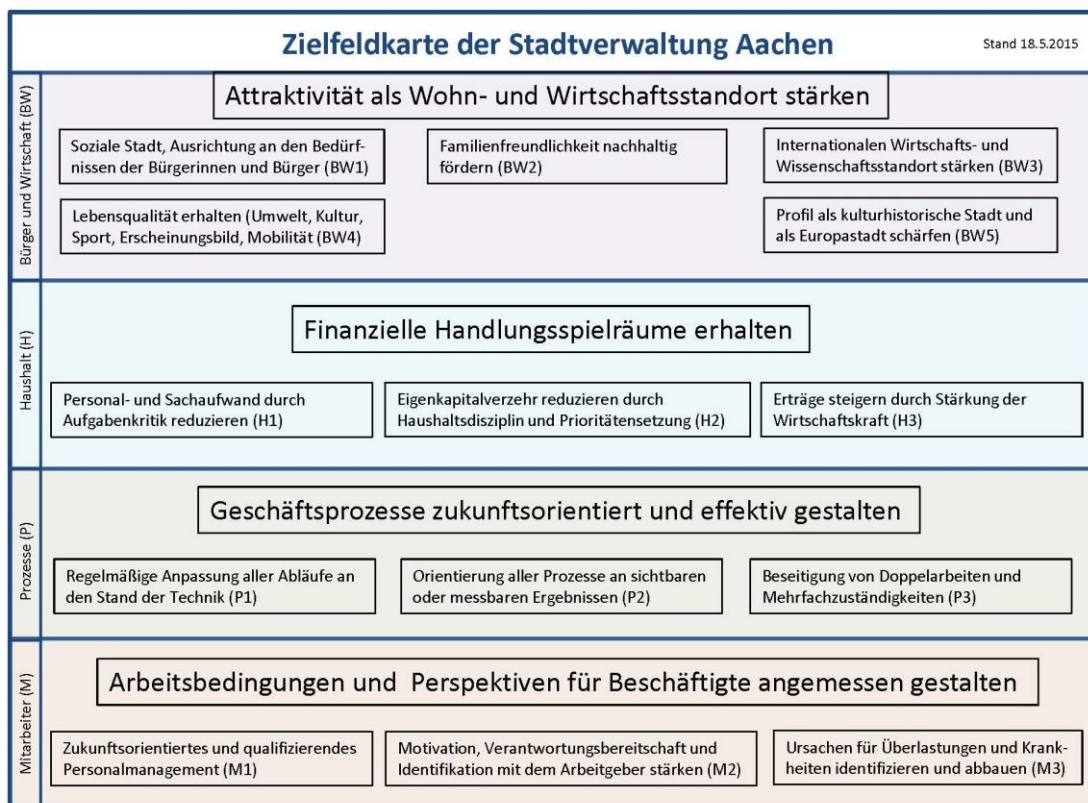 Zielfeldkarte der Stadtverwaltung Aachen
Stand 18.5.2015
Bürger und Wirtschaft (BW)
Attraktivität als Wohn- und Wirtschaftsstandort stärken
Soziale Stadt, Ausrichtung an den Bedürf-
nissen der Bürgerinnen und Bürger (BW1)
Familienfreundlichkeit nachhaltig
fördern (BW2)
Internationalen Wirtschafts- und
Wissenschaftsstandort stärken (BW3)
Lebensqualität erhalten (Umwelt, Kultur,
Sport, Erscheinungsbild, Mobilität (BW4)
Profil als kulturhistorische Stadt und
als Europastadt schärfen (BW5)
Haushalt (H)
Finanzielle Handlungsspielräume erhalten
Personal- und Sachaufwand durch
Aufgabenkritik reduzieren (H1)
Eigenkapitalverzehr reduzieren durch
Haushaltsdisziplin und Prioritätensetzung (H2)
Erträge steigern durch Stärkung der
Wirtschaftskraft (H3)
Prozesse (P)
Geschäftsprozesse zukunftsorientiert und effektiv gestalten
Regelmäßige Anpassung aller Abläufe an
den Stand der Technik (P1)
Orientierung aller Prozesse an sichtbaren
oder messbaren Ergebnissen (P2)
Beseitigung von Doppelarbeiten und
Mehrfachzuständigkeiten (P3)
Mitarbeiter (M)
Arbeitsbedingungen und Perspektiven für Beschäftigte angemessen gestalten
Zukunftsorientiertes und qualifizierendes
Personalmanagement (M1)
Motivation, Verantwortungsbereitschaft und
Identifikation mit dem Arbeitgeber stärken (M2)
Ursachen für Überlastungen und Krank-
heiten identifizieren und abbauen (M3)